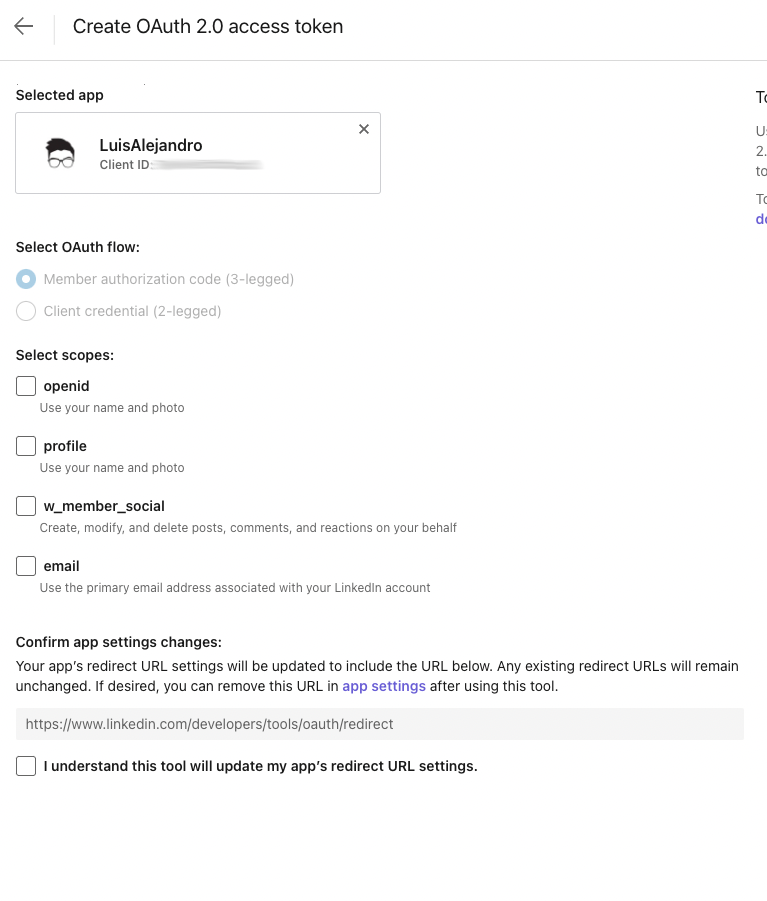 Create OAuth 2.0 access token
Selected app
LuisAlejandro
Client ID:
Select OAuth flow:
Member authorization code (3-legged)
Client credential (2-legged)
Select scopes:
openid
Use your name and photo
profile
Use your name and photo
w_member_social
Create, modify, and delete posts, comments, and reactions on your behalf
email
Use the primary email address associated with your LinkedIn account
Confirm app settings changes:
Your app's redirect URL settings will be updated to include the URL below. Any existing redirect URLs will remain
unchanged. If desired, you can remove this URL in app settings after using this tool.
https://www.linkedin.com/developers/tools/oauth/redirect
I understand this tool will update my app's redirect URL settings.
2.
to